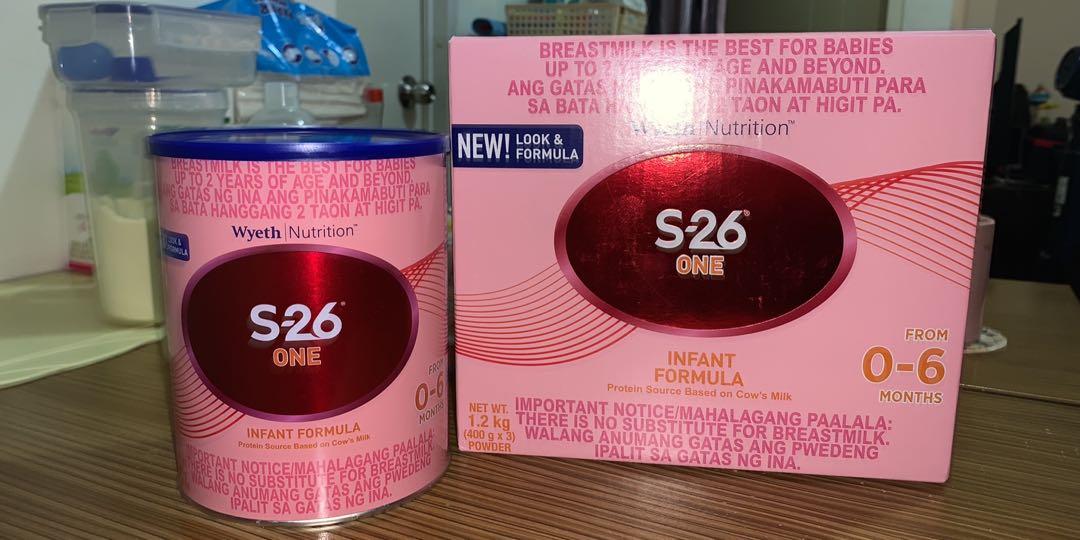 BREASTMILK IS THE BEST FOR BABIES
UP TO 2 YEARS OF AGE AND BEYOND.
ANG GATAS NG INA ANG PINAKAMABUTI PARA
SA BATA HANGGANG 2 TAON AT HIGIT PA.
Wyeth Nutrition™
LOOK &
FORMULA
S-26®
ONE
FROM
0-6
MONTHS
INFANT FORMULA
Protein Source Based on Cow's Milk
IMPORTANT NOTICE/MAHALAGANG PAALALA:
THERE IS NO SUBSTITUTE FOR BREASTMILK.
WALANG ANUMANG GATAS ANG PWEDENG
IPALIT SA GATAS NG INA.
BREASTMILK IS THE BEST FOR BABIES
UP TO 2 AGE AND BEYOND.
ANG GATAS PINAKAMABUTI PARA
SA BATA 2 TAON AT HIGIT PA.
Wyeth Nutrition™
NEW! LOOK &
FORMULA
S-26®
ONE
FROM
0-6
MONTHS
INFANT
FORMULA
Protein Source Based on Cow's Milk
NET WT.
1.2 kg
(400 g x 3)
POWDER
IMPORTANT NOTICE/MAHALAGANG PAALALA:
THERE IS NO SUBSTITUTE FOR BREASTMILK.
WALANG ANUMANG GATAS ANG PWEDENG
IPALIT SA GATAS NG INA.